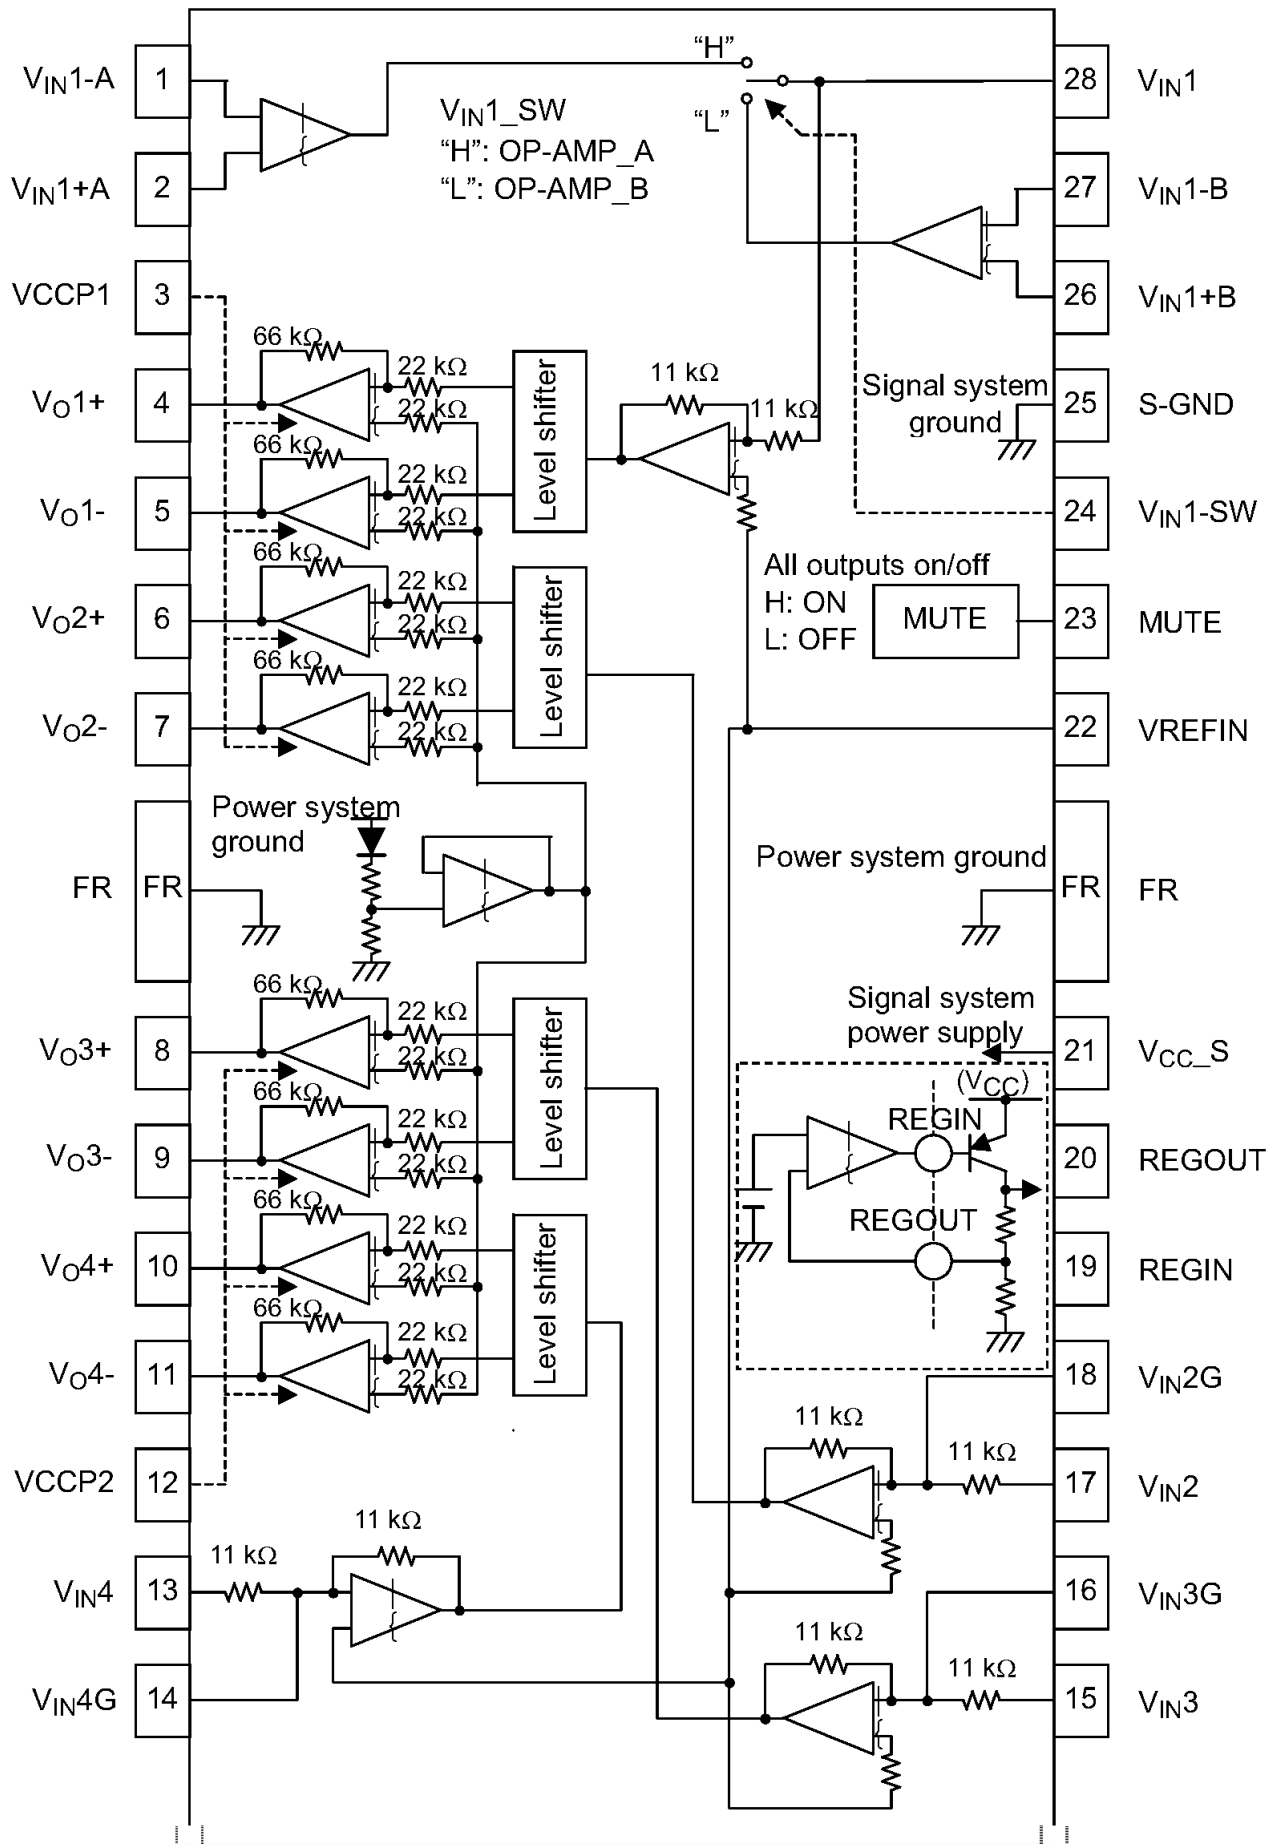 VIN1-A
1
VIN1+A
2
VCCP1
3
VO1+
4
VO1-
5
VO2+
6
VO2-
7
FR
FR
VO3+
8
VO3-
9
VO4+
10
VO4-
11
VCCP2
12
VIN4
13
VIN4G
14
"H"
"L"
VIN1_SW
"H": OP-AMP_A
"L": OP-AMP_B
66 kΩ
22 kΩ
22 kΩ
66 kΩ
22 kΩ
22 kΩ
Level shifter
66 kΩ
22 kΩ
22 kΩ
66 kΩ
22 kΩ
22 kΩ
Level shifter
11 kΩ
11 kΩ
Power system
ground
66 kΩ
22 kΩ
22 kΩ
66 kΩ
22 kΩ
22 kΩ
Level shifter
66 kΩ
22 kΩ
22 kΩ
66 kΩ
22 kΩ
22 kΩ
Level shifter
11 kΩ
11 kΩ
Signal system
ground
All outputs on/off
H: ON
L: OFF
MUTE
Power system ground
Signal system
power supply
(VCC)
REGIN
REGOUT
11 kΩ
11 kΩ
11 kΩ
11 kΩ
28
VIN1
27
VIN1-B
26
VIN1+B
25
S-GND
24
VIN1-SW
23
MUTE
22
VREFIN
FR
FR
21
VCC_S
20
REGOUT
19
REGIN
18
VIN2G
17
VIN2
16
VIN3G
15
VIN3